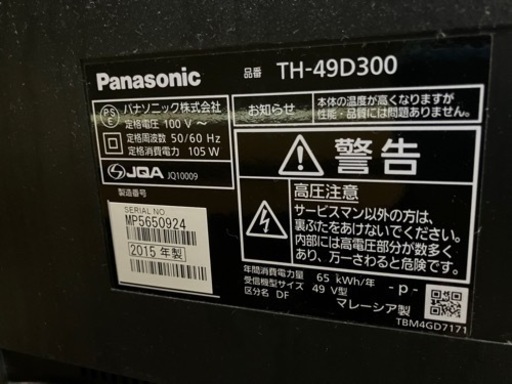 Panasonic
品番 TH-49D300
PS E
パナソニック株式会社
定格電圧 100 V～
定格周波数 50/60 Hz
定格消費電力 105 W
JQA JQ10009
製造番号
SERIAL NO
MP5650924
2015 年製
お知らせ
本体の温度が高くなりますが
性能・品質には問題ありません。
警告
高圧注意
サービスマン以外の方は、
裏ぶたをあけないでください。
内部には高電圧部分が数多く
あり、万一さわると危険です。
年間消費電力量 65 kWh/年
受信機型サイズ 49 V型
区分名 DF
-p-
マレーシア製
TBM4GD7171